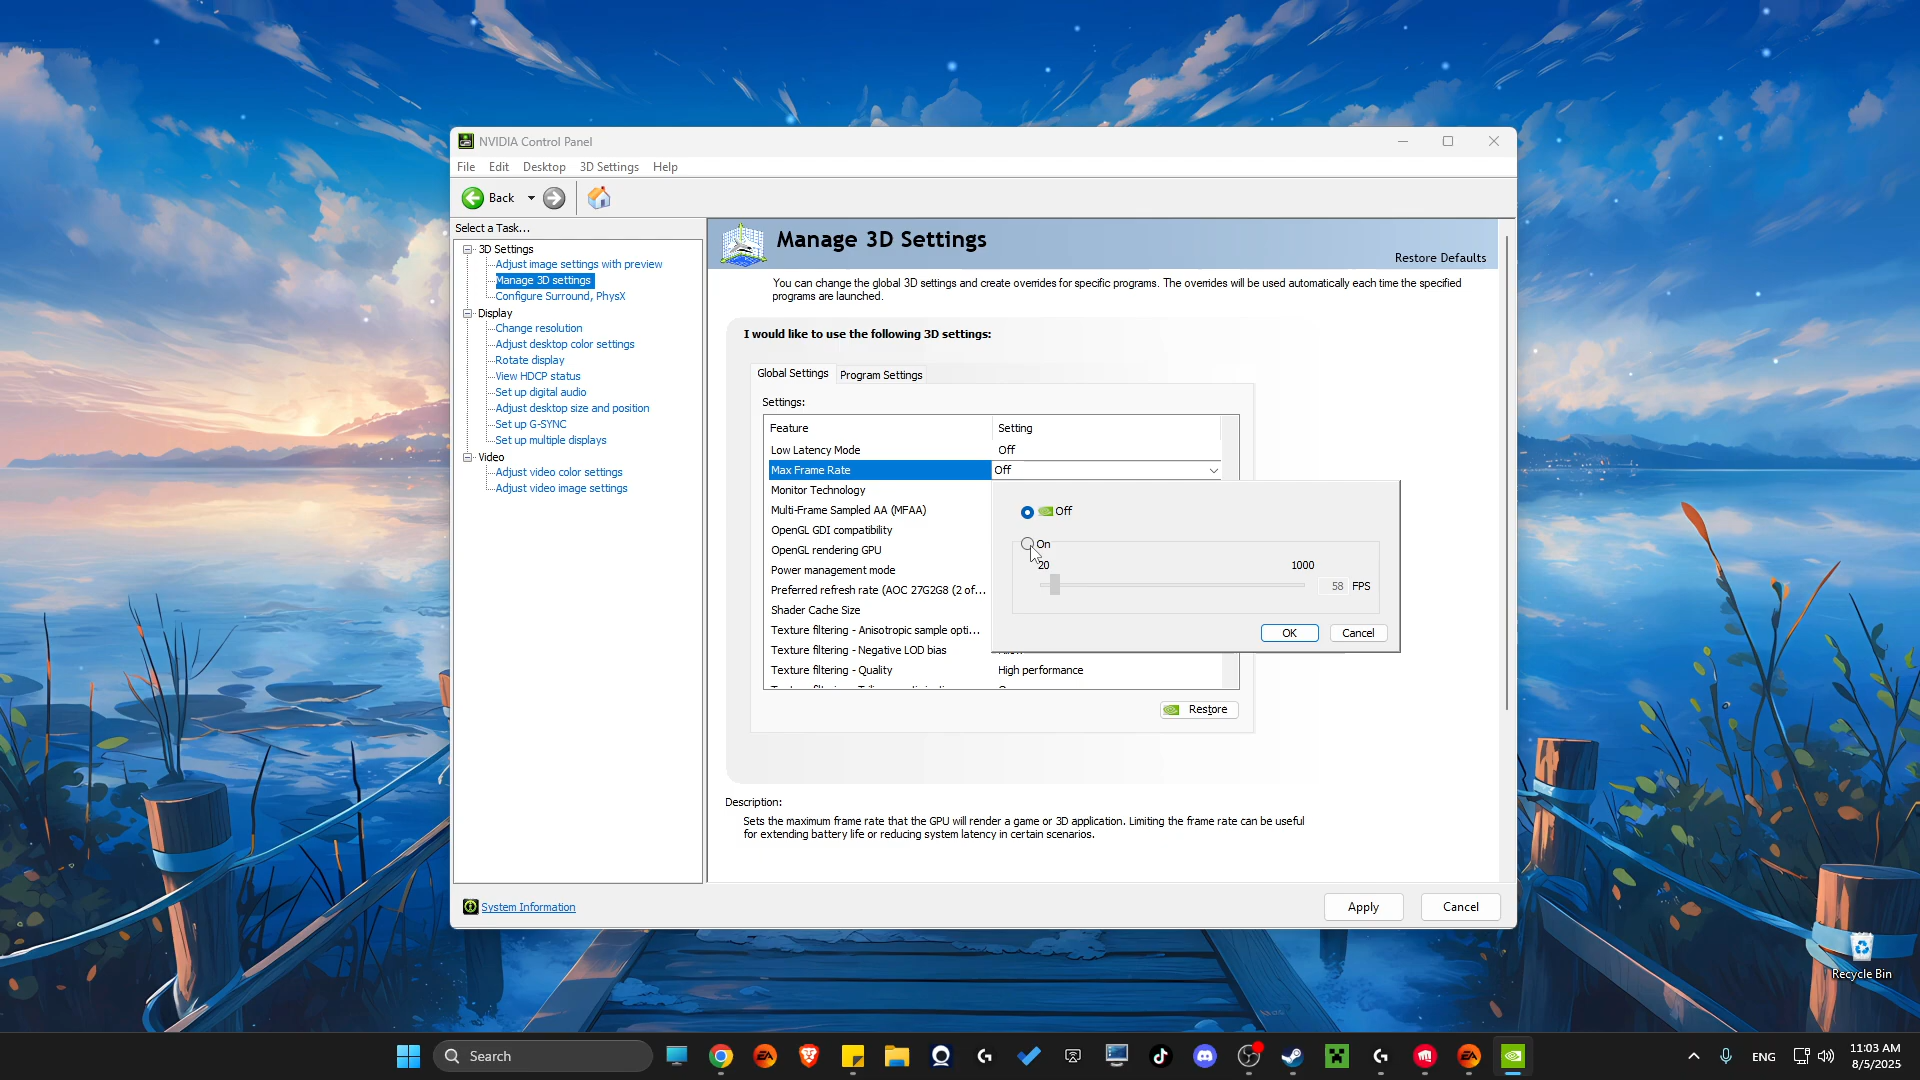 NVIDIA Control Panel
File Edit Desktop 3D Settings Help
Back
Select a Task...
3D Settings
Adjust image settings with preview
Manage 3D settings
Configure Surround, PhysX
Display
Change resolution
Adjust desktop color settings
Rotate display
View HDCP status
Set up digital audio
Adjust desktop size and position
Set up G-SYNC
Set up multiple displays
Video
Adjust video color settings
Adjust video image settings
System Information
Manage 3D Settings
Restore Defaults
You can change the global 3D settings and create overrides for specific programs. The overrides will be used automatically each time the specified
programs are launched.
I would like to use the following 3D settings:
Global Settings Program Settings
Settings:
Feature Setting
Low Latency Mode Off
Max Frame Rate Off
Monitor Technology
Multi-Frame Sampled AA (MFAA)
OpenGL GDI compatibility
OpenGL rendering GPU
Power management mode
Preferred refresh rate (AOC 27G2G8 (2 of...
Shader Cache Size
Texture filtering - Anisotropic sample opti...
Texture filtering - Negative LOD bias
Texture filtering - Quality High performance
Off
On
20 1000
58 FPS
OK Cancel
Restore
Description:
Sets the maximum frame rate that the GPU will render a game or 3D application. Limiting the frame rate can be useful
for extending battery life or reducing system latency in certain scenarios.
Apply Cancel
Recycle Bin
Search
ENG
11:03 AM
8/5/2025